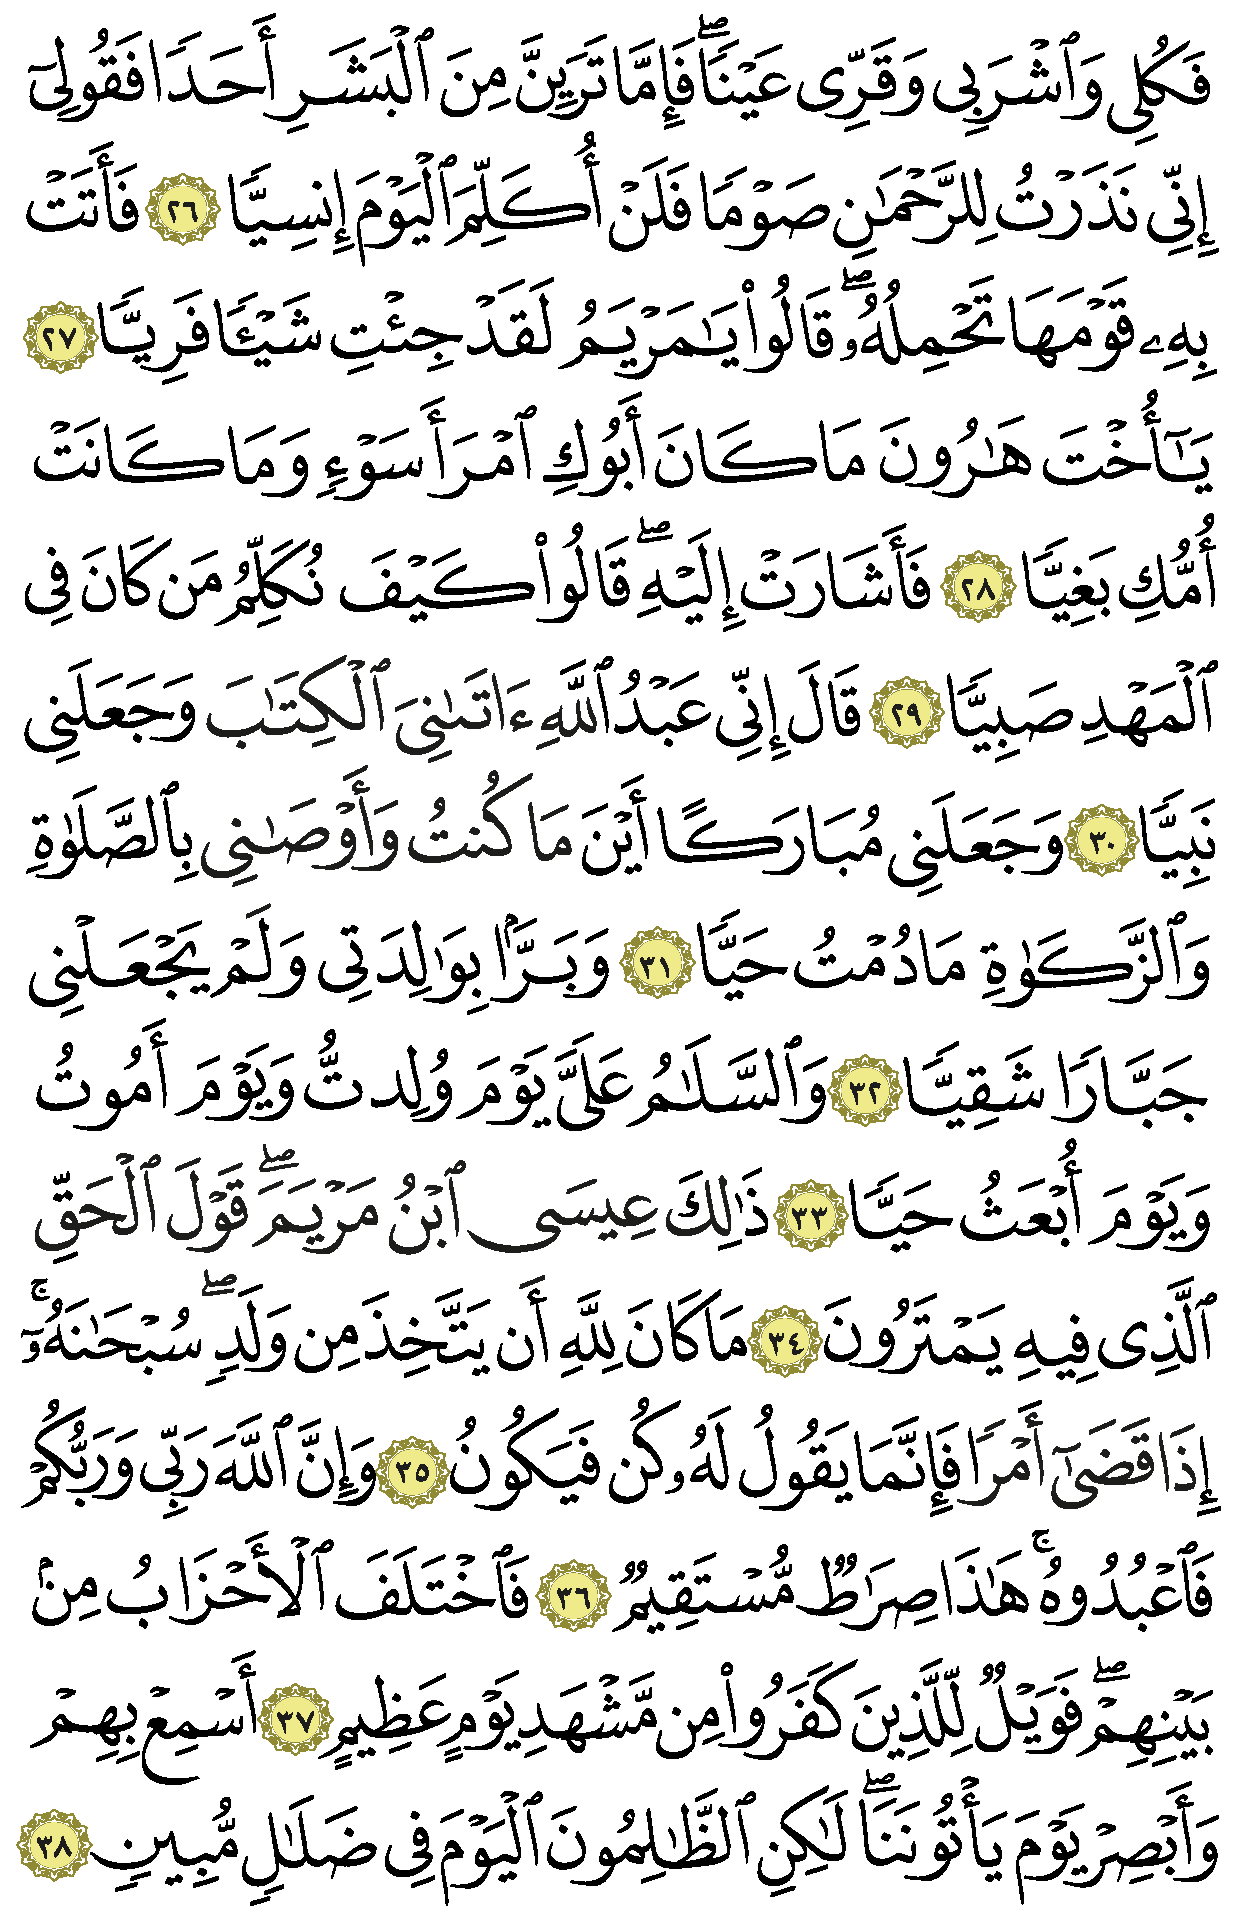 فَكُلِى وَٱشْرَبِى وَقَرِّى عَيْنًۭا ۖ فَإِمَّا تَرَيِنَّ مِنَ ٱلْبَشَرِ أَحَدًۭا فَقُولِىٓ
إِنِّى نَذَرْتُ لِلرَّحْمَـٰنِ صَوْمًۭا فَلَنْ أُكَلِّمَ ٱلْيَوْمَ إِنسِيًّۭا ٢٦ فَأَتَتْ
بِهِۦ قَوْمَهَا تَحْمِلُهُۥ ۖ قَالُوا۟ يَـٰمَرْيَمُ لَقَدْ جِئْتِ شَيْـًۭٔا فَرِيًّۭا ٢٧
يَـٰٓأُخْتَ هَـٰرُونَ مَا كَانَ أَبُوكِ ٱمْرَأَ سَوْءٍۢ وَمَا كَانَتْ
أُمُّكِ بَغِيًّۭا ٢٨ فَأَشَارَتْ إِلَيْهِ ۖ قَالُوا۟ كَيْفَ نُكَلِّمُ مَن كَانَ فِى
ٱلْمَهْدِ صَبِيًّۭا ٢٩ قَالَ إِنِّى عَبْدُ ٱللَّهِ ءَاتَىٰنِىَ ٱلْكِتَـٰبَ وَجَعَلَنِى
نَبِيًّۭا ٣٠ وَجَعَلَنِى مُبَارَكًا أَيْنَ مَا كُنتُ وَأَوْصَـٰنِى بِٱلصَّلَوٰةِ
وَٱلزَّكَوٰةِ مَا دُمْتُ حَيًّۭا ٣١ وَبَرًّۢا بِوَٰلِدَتِى وَلَمْ يَجْعَلْنِى
جَبَّارًۭا شَقِيًّۭا ٣٢ وَٱلسَّلَـٰمُ عَلَىَّ يَوْمَ وُلِدتُّ وَيَوْمَ أَمُوتُ
وَيَوْمَ أُبْعَثُ حَيًّۭا ٣٣ ذَٰلِكَ عِيسَى ٱبْنُ مَرْيَمَ ۖ قَوْلَ ٱلْحَقِّ
ٱلَّذِى فِيهِ يَمْتَرُونَ ٣٤ مَا كَانَ لِلَّهِ أَن يَتَّخِذَ مِن وَلَدٍۢ ۖ سُبْحَـٰنَهُۥٓ ۚ
إِذَا قَضَىٰٓ أَمْرًۭا فَإِنَّمَا يَقُولُ لَهُۥ كُن فَيَكُونُ ٣٥ وَإِنَّ ٱللَّهَ رَبِّى وَرَبُّكُمْ
فَٱعْبُدُوهُ ۚ هَـٰذَا صِرَٰطٌۭ مُّسْتَقِيمٌۭ ٣٦ فَٱخْتَلَفَ ٱلْأَحْزَابُ مِنۢ
بَيْنِهِمْ ۖ فَوَيْلٌۭ لِّلَّذِينَ كَفَرُوا۟ مِن مَّشْهَدِ يَوْمٍ عَظِيمٍ ٣٧ أَسْمِعْ بِهِمْ
وَأَبْصِرْ يَوْمَ يَأْتُونَنَا ۖ لَـٰكِنِ ٱلظَّـٰلِمُونَ ٱلْيَوْمَ فِى ضَلَـٰلٍۢ مُّبِينٍۢ ٣٨